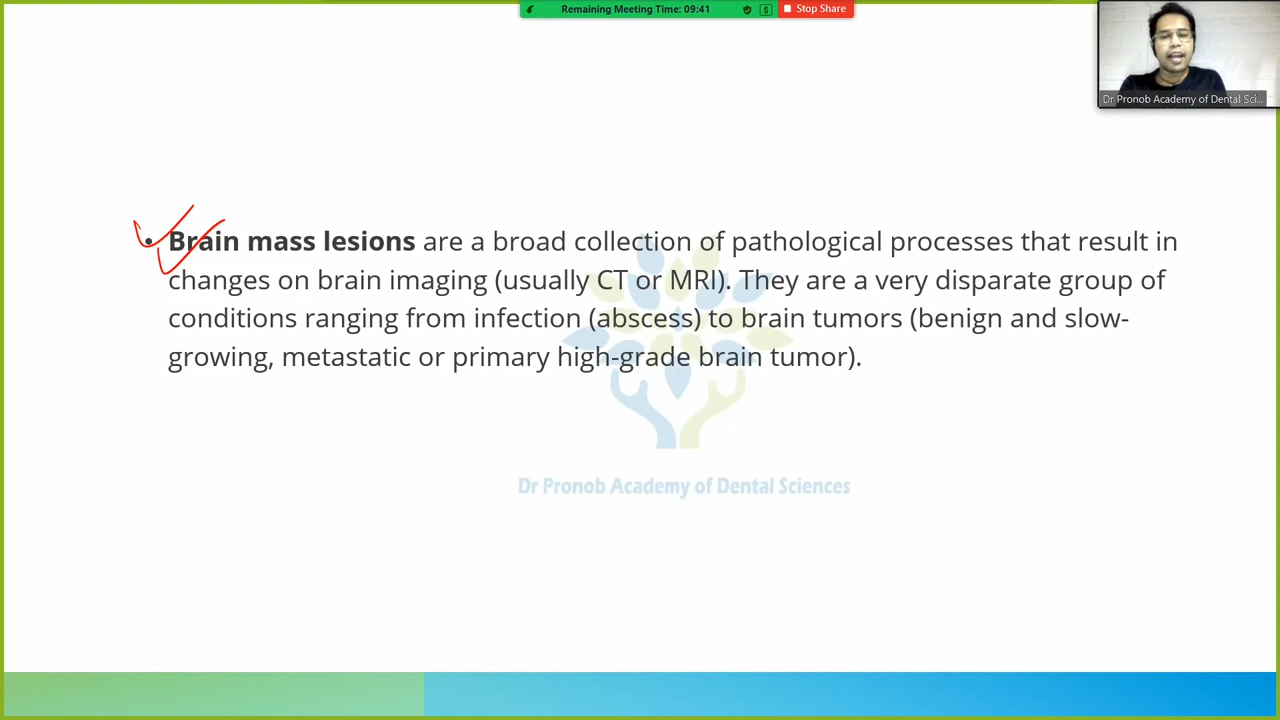 Remaining Meeting Time: 09:41
Stop Share
Dr Pronob Academy of Dental Sci...
• Brain mass lesions are a broad collection of pathological processes that result in
changes on brain imaging (usually CT or MRI). They are a very disparate group of
conditions ranging from infection (abscess) to brain tumors (benign and slow-
growing, metastatic or primary high-grade brain tumor).
Dr Pronob Academy of Dental Sciences